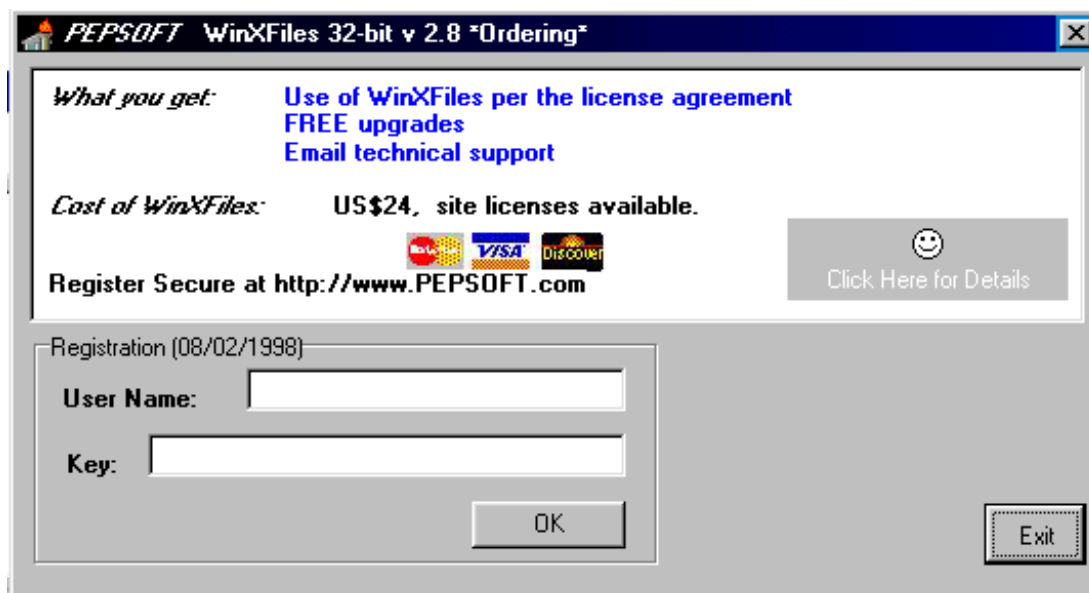 PEPSOFT WinXFiles 32-bit v 2.8 *Ordering*
What you get: Use of WinXFiles per the license agreement
FREE upgrades
Email technical support
Cost of WinXFiles: US$24, site licenses available.
VISA Discover
Register Secure at http://www.PEPSOFT.com
Click Here for Details
Registration (08/02/1998)
User Name:
Key:
OK
Exit